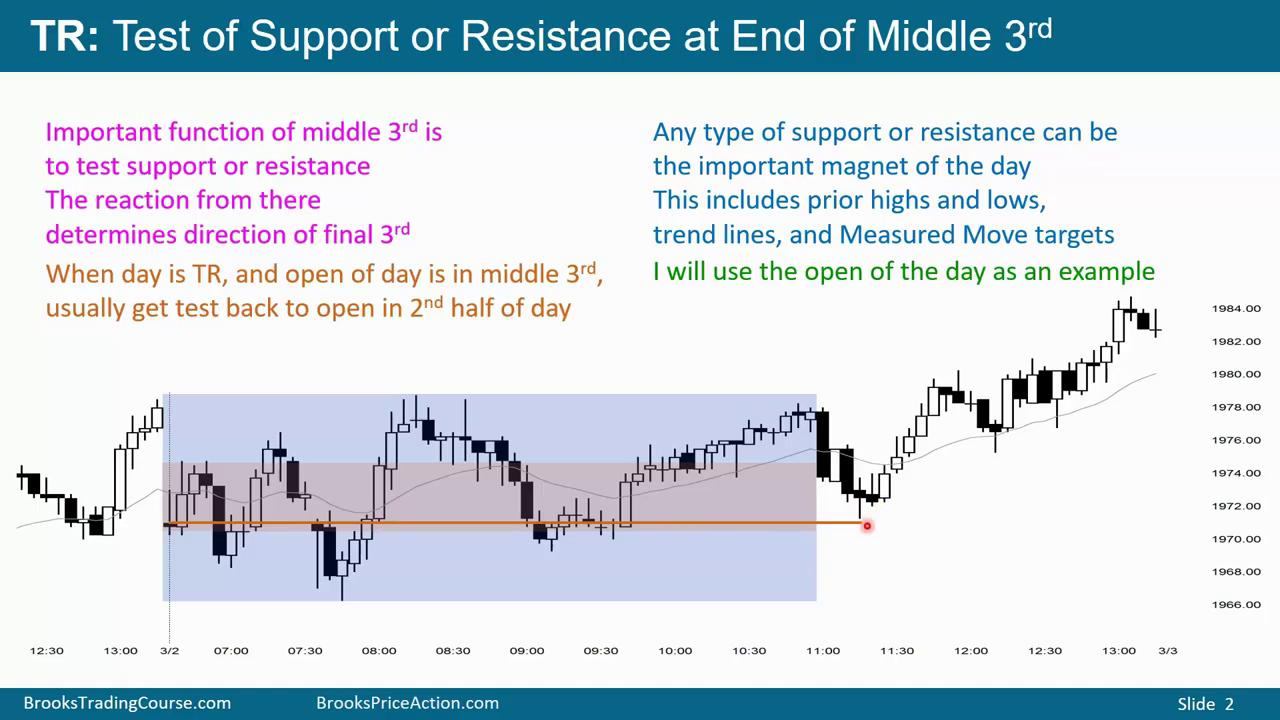 TR: Test of Support or Resistance at End of Middle 3rd
Important function of middle 3rd is
to test support or resistance
The reaction from there
determines direction of final 3rd
When day is TR, and open of day is in middle 3rd,
usually get test back to open in 2nd half of day
Any type of support or resistance can be
the important magnet of the day
This includes prior highs and lows,
trend lines, and Measured Move targets
I will use the open of the day as an example
1984.00
1982.00
1980.00
1978.00
1976.00
1974.00
1972.00
1970.00
1968.00
1966.00
12:30 13:00 3/2 07:00 07:30 08:00 08:30 09:00 09:30 10:00 10:30 11:00 11:30 12:00 12:30 13:00 3/3
BrooksTradingCourse.com BrooksPriceAction.com Slide 2